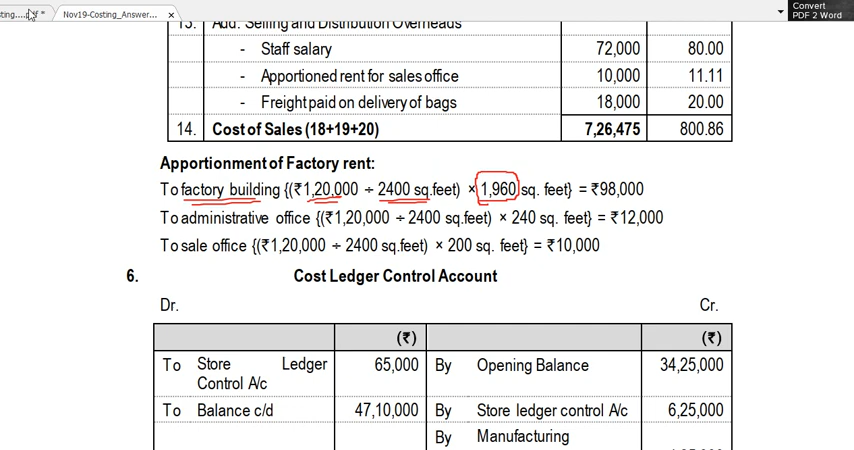 ting....pdf *
Nov19-Costing_Answer... ×
Convert
PDF 2 Word
13. Add: Selling and Distribution Overheads
- Staff salary 72,000 80.00
- Apportioned rent for sales office 10,000 11.11
- Freight paid on delivery of bags 18,000 20.00
14. Cost of Sales (18+19+20) 7,26,475 800.86
Apportionment of Factory rent:
To factory building {(₹1,20,000 ÷ 2400 sq.feet) × 1,960 sq. feet} = ₹98,000
To administrative office {(₹1,20,000 ÷ 2400 sq.feet) × 240 sq. feet} = ₹12,000
To sale office {(₹1,20,000 ÷ 2400 sq.feet) × 200 sq. feet} = ₹10,000
6. Cost Ledger Control Account
Dr. Cr.
(₹) (₹)
To Store Ledger Control A/c 65,000 By Opening Balance 34,25,000
To Balance c/d 47,10,000 By Store ledger control A/c 6,25,000
By Manufacturing